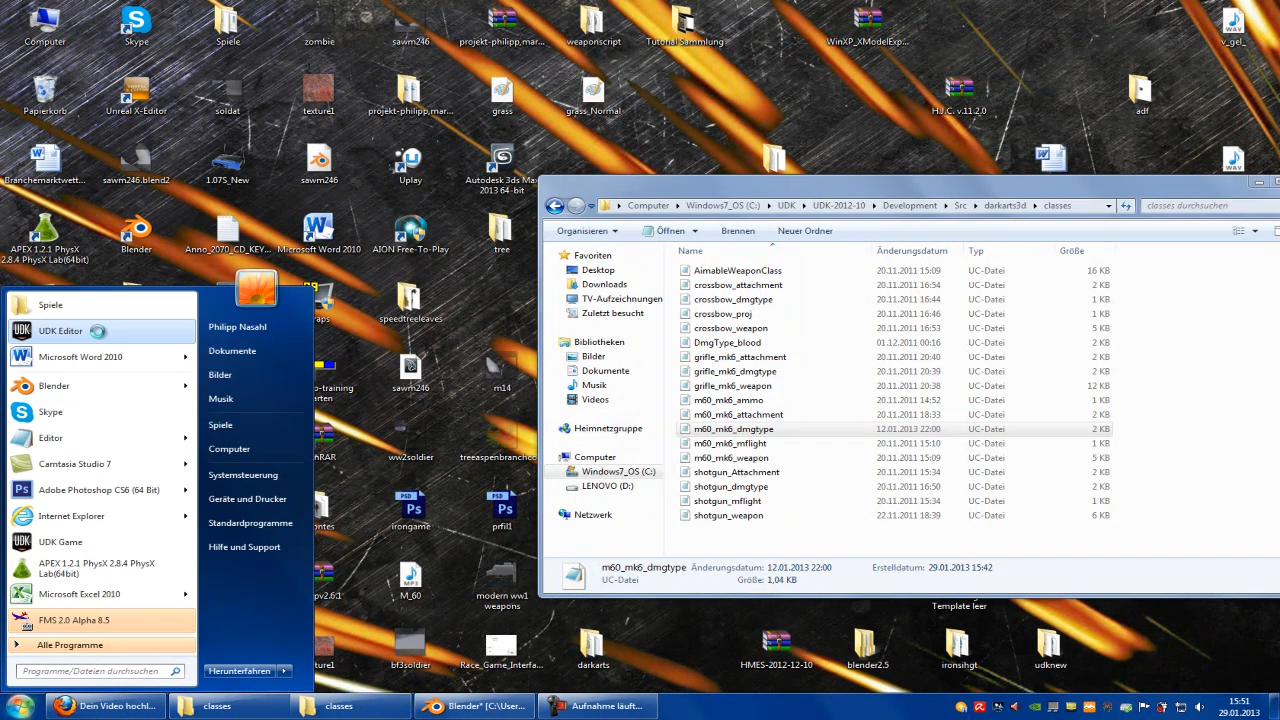 Computer
Skype
Spiele
zombie
sawm246
projekt-philipp,mar...
weaponscript
Tutorial Sammlung
WinXP_XModelExp...
v_gel_
Papierkorb
Unreal X-Editor
soldat
texture1
projekt-philipp,mar...
grass
grass_Normal
H.J.C. v.11.2.0
adf
Branchemarktwett...
sawm246.blend2
1.07S_New
sawm246
Uplay
Autodesk 3ds Max
2013 64-bit
APEX 1.2.1 PhysX
2.8.4 PhysX Lab(64bit)
Blender
Anno_2070_CD_KEY...
Microsoft Word 2010
AION Free-To-Play
tree
speedtreeleaves
sawm246
m14
ww2soldier
treeaspenbranch
irongame
prfil1
M_60
modern ww1
weapons
bf3soldier
Race_Game_Interfa...
darkarts
HMES-2012-12-10
blender2.5
ironsihgt
udknew
Template leer
Computer
Windows7_OS (C:)
UDK
UDK-2012-10
Development
Src
darkarts3d
classes
classes durchsuchen
Organisieren
Öffnen
Brennen
Neuer Ordner
Favoriten
Desktop
Downloads
TV-Aufzeichnungen
Zuletzt besucht
Bibliotheken
Bilder
Dokumente
Musik
Videos
Heimnetzgruppe
Computer
Windows7_OS (C:)
LENOVO (D:)
Netzwerk
Name Änderungsdatum Typ Größe
AimableWeaponClass 20.11.2011 15:09 UC-Datei 16 KB
crossbow_attachment 20.11.2011 16:54 UC-Datei 2 KB
crossbow_dmgtype 20.11.2011 16:44 UC-Datei 1 KB
crossbow_proj 20.11.2011 16:46 UC-Datei 1 KB
crossbow_weapon 20.11.2011 16:53 UC-Datei 5 KB
DmgType_blood 01.12.2011 00:16 UC-Datei 2 KB
grifle_mk6_attachment 20.11.2011 20:40 UC-Datei 2 KB
grifle_mk6_dmgtype 20.11.2011 20:39 UC-Datei 2 KB
grifle_mk6_weapon 20.11.2011 20:38 UC-Datei 12 KB
m60_mk6_ammo 20.11.2011 14:52 UC-Datei 1 KB
m60_mk6_attachment 20.11.2011 18:33 UC-Datei 2 KB
m60_mk6_dmgtype 12.01.2013 22:00 UC-Datei 2 KB
m60_mk6_mflight 20.11.2011 15:10 UC-Datei 1 KB
m60_mk6_weapon 20.11.2011 15:09 UC-Datei 5 KB
shotgun_Attachment 20.11.2011 15:34 UC-Datei 2 KB
shotgun_dmgtype 20.11.2011 16:50 UC-Datei 2 KB
shotgun_mflight 20.11.2011 15:34 UC-Datei 1 KB
shotgun_weapon 22.11.2011 18:39 UC-Datei 6 KB
m60_mk6_dmgtype Änderungsdatum: 12.01.2013 22:00 Erstelldatum: 29.01.2013 15:42
UC-Datei Größe: 1,04 KB
Spiele
UDK Editor
Microsoft Word 2010
Blender
Skype
Editor
Camtasia Studio 7
Adobe Photoshop CS6 (64 Bit)
Internet Explorer
UDK Game
APEX 1.2.1 PhysX 2.8.4 PhysX
Lab(64bit)
Microsoft Excel 2010
FMS 2.0 Alpha 8.5
Alle Programme
Programme/Dateien durchsuchen
Philipp Nasahl
Dokumente
Bilder
Musik
Spiele
Computer
Systemsteuerung
Geräte und Drucker
Standardprogramme
Hilfe und Support
Herunterfahren
Dein Video hochl...
classes
classes
Blender* [C:\User...
Aufnahme läuft...
15:51
29.01.2013